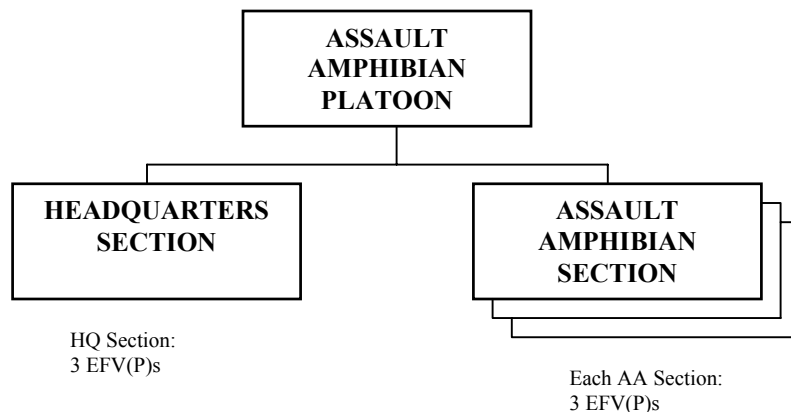 ASSAULT
AMPHIBIAN
PLATOON
HEADQUARTERS
SECTION
ASSAULT
AMPHIBIAN
SECTION
HQ Section:
3 EFV(P)s
Each AA Section:
3 EFV(P)s